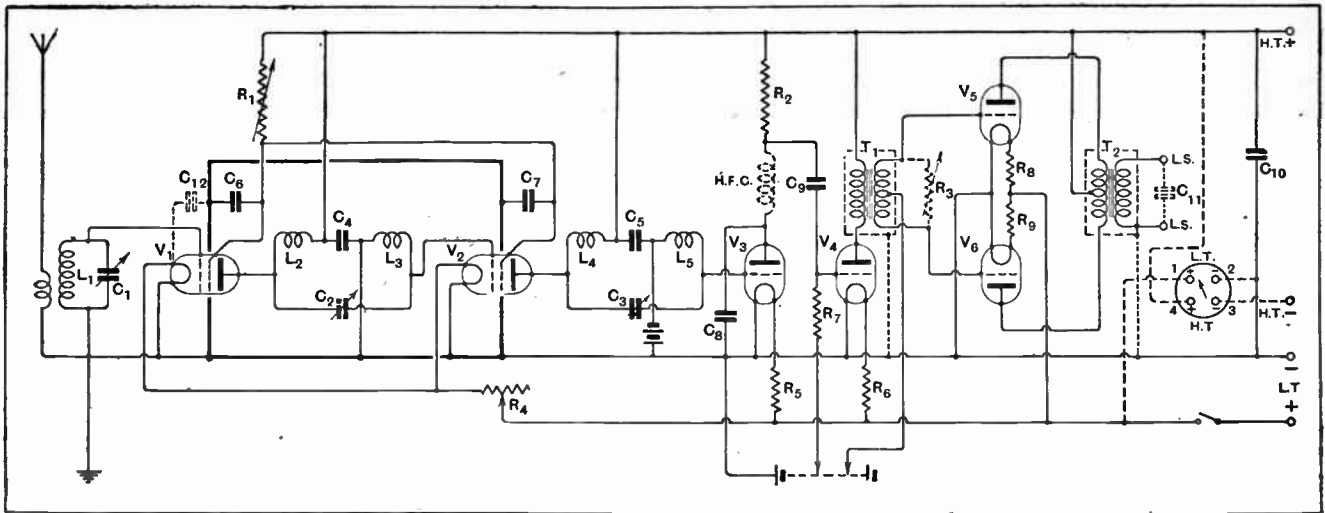 H.T.+
R1
R2
V5
C12
C6
C7
H.F.C.
C9
T1
R3
R8
T2
L.S.
C11
C10
C4
C5
V1
L1
C1
L2
L3
V2
L4
L5
V3
V4
R9
V6
L.S.
L.T.
1 − − 2
4 + + 3
H.T
H.T.−
C2
C3
C8
R7
−
L.T
+
R4
R5
R6